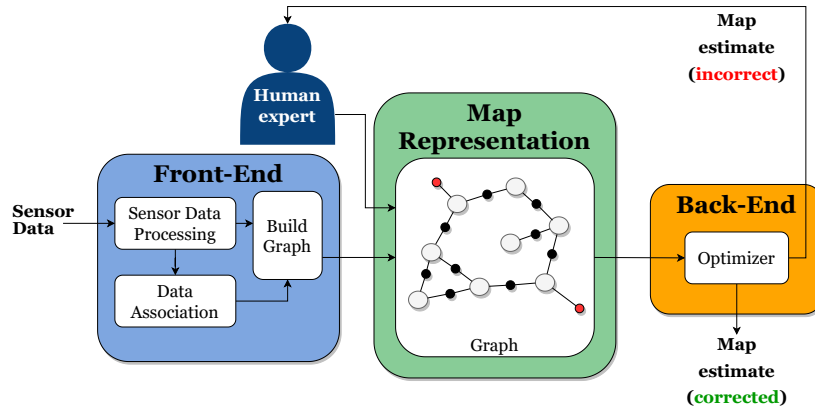 Map
estimate
(incorrect)
Human
expert
Map
Representation
Front-End
Sensor
Data
Sensor Data
Processing
Build
Graph
Data
Association
Graph
Back-End
Optimizer
Map
estimate
(corrected)